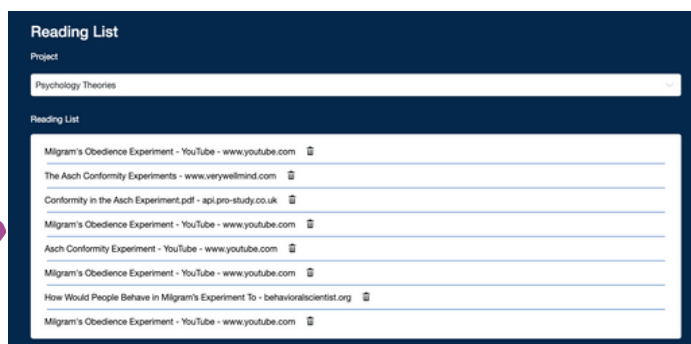 Reading List
Project
Psychology Theories
Reading List
Milgram's Obedience Experiment - YouTube - www.youtube.com
The Asch Conformity Experiments - www.verywellmind.com
Conformity in the Asch Experiment.pdf - api.pro-study.co.uk
Milgram's Obedience Experiment - YouTube - www.youtube.com
Asch Conformity Experiment - YouTube - www.youtube.com
Milgram's Obedience Experiment - YouTube - www.youtube.com
How Would People Behave in Milgram's Experiment To - behavioralscientist.org
Milgram's Obedience Experiment - YouTube - www.youtube.com